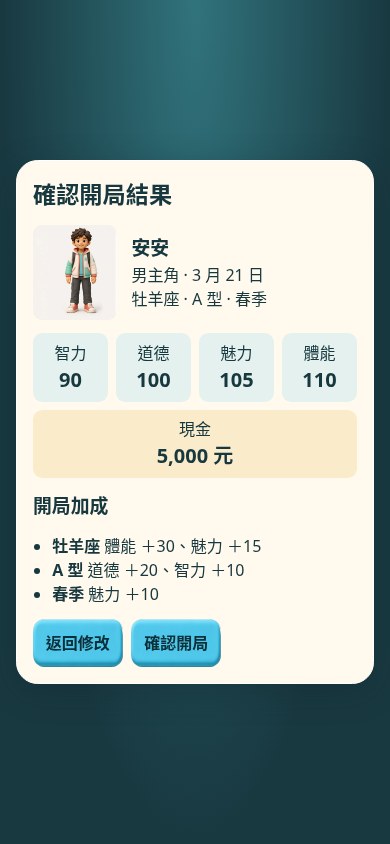 確認開局結果
安安
男主角 · 3 月 21 日
牡羊座 · A 型 · 春季
智力 道德 魅力 體能
90 100 105 110
現金
5,000 元
開局加成
• 牡羊座 體能 ＋30、魅力 ＋15
• A 型 道德 ＋20、智力 ＋10
• 春季 魅力 ＋10
返回修改 確認開局